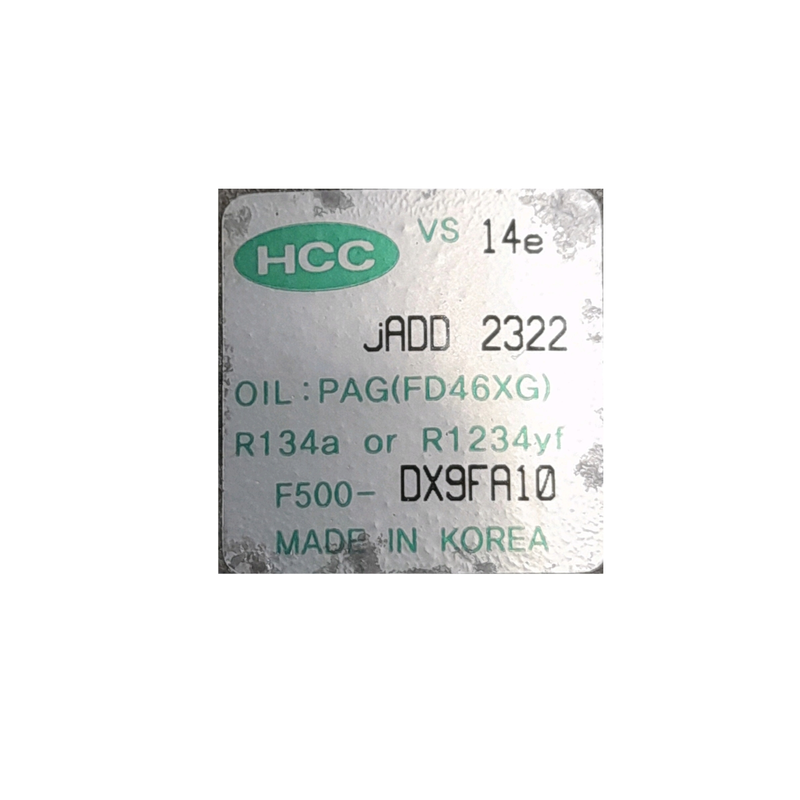 HCC VS 14e
jADD 2322
OIL:PAG(FD46XG)
R134a or R1234yf
F500- DX9FA10
MADE IN KOREA